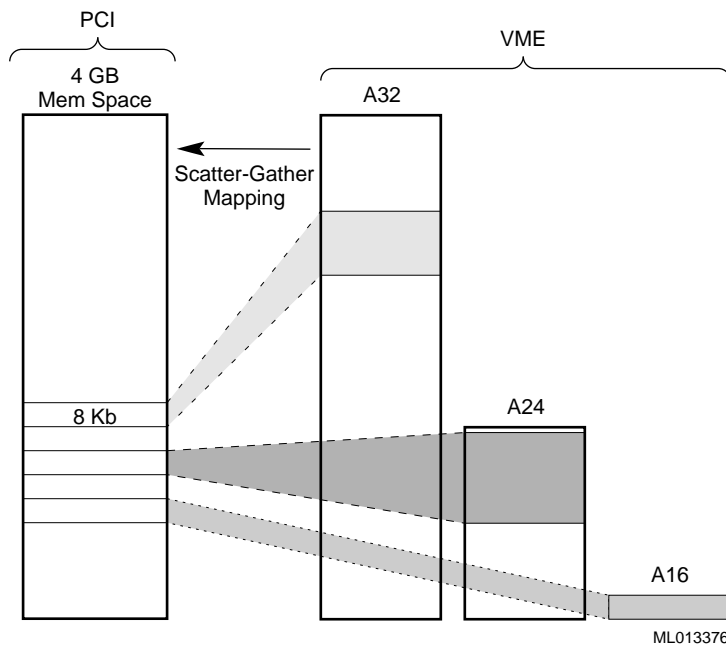 PCI
VME
4 GB
Mem Space
A32
Scatter-Gather
Mapping
8 Kb
A24
A16
ML013376